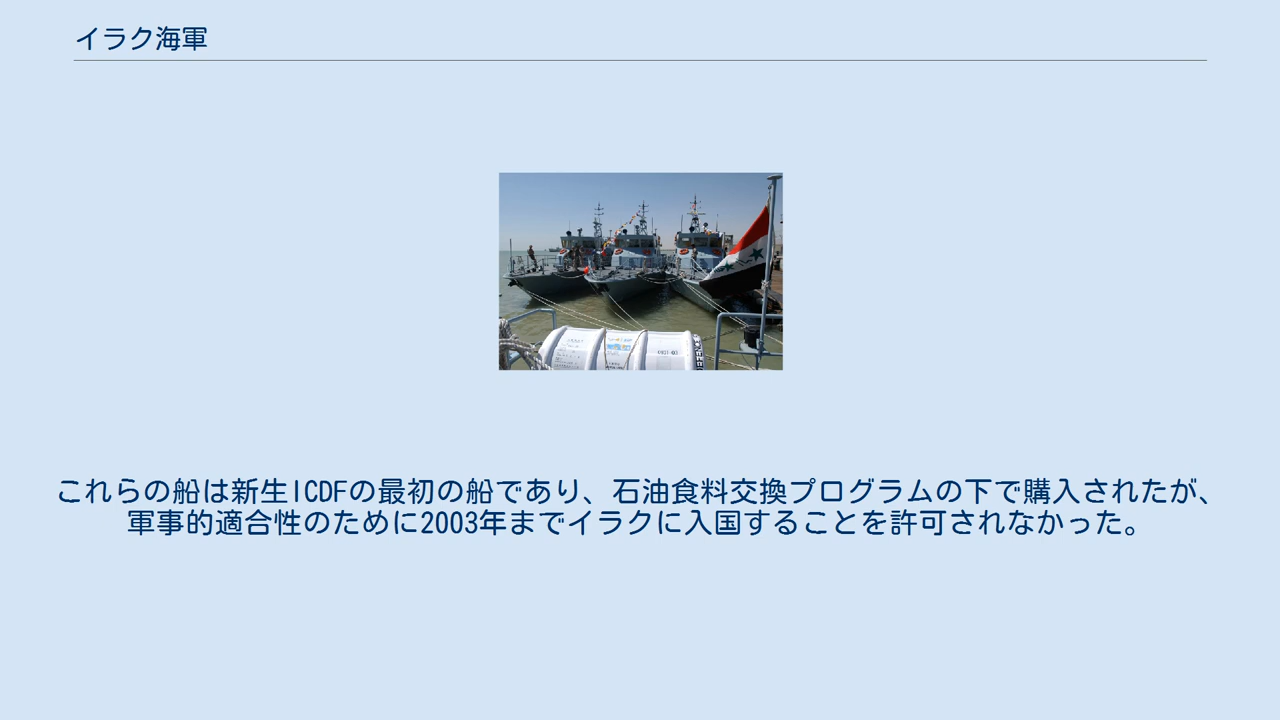 イラク海軍
これらの船は新生ICDFの最初の船であり、石油食料交換プログラムの下で購入されたが、
軍事的適合性のために2003年までイラクに入国することを許可されなかった。